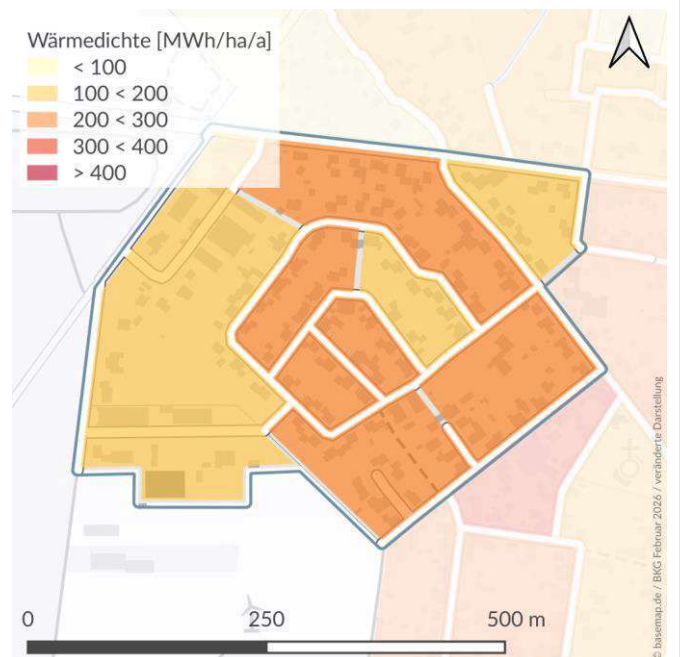 Wärmedichte [MWh/ha/a]
< 100
100 < 200
200 < 300
300 < 400
> 400
0 250 500 m
© basemap.de / BKG Februar 2026 / veränderte Darstellung